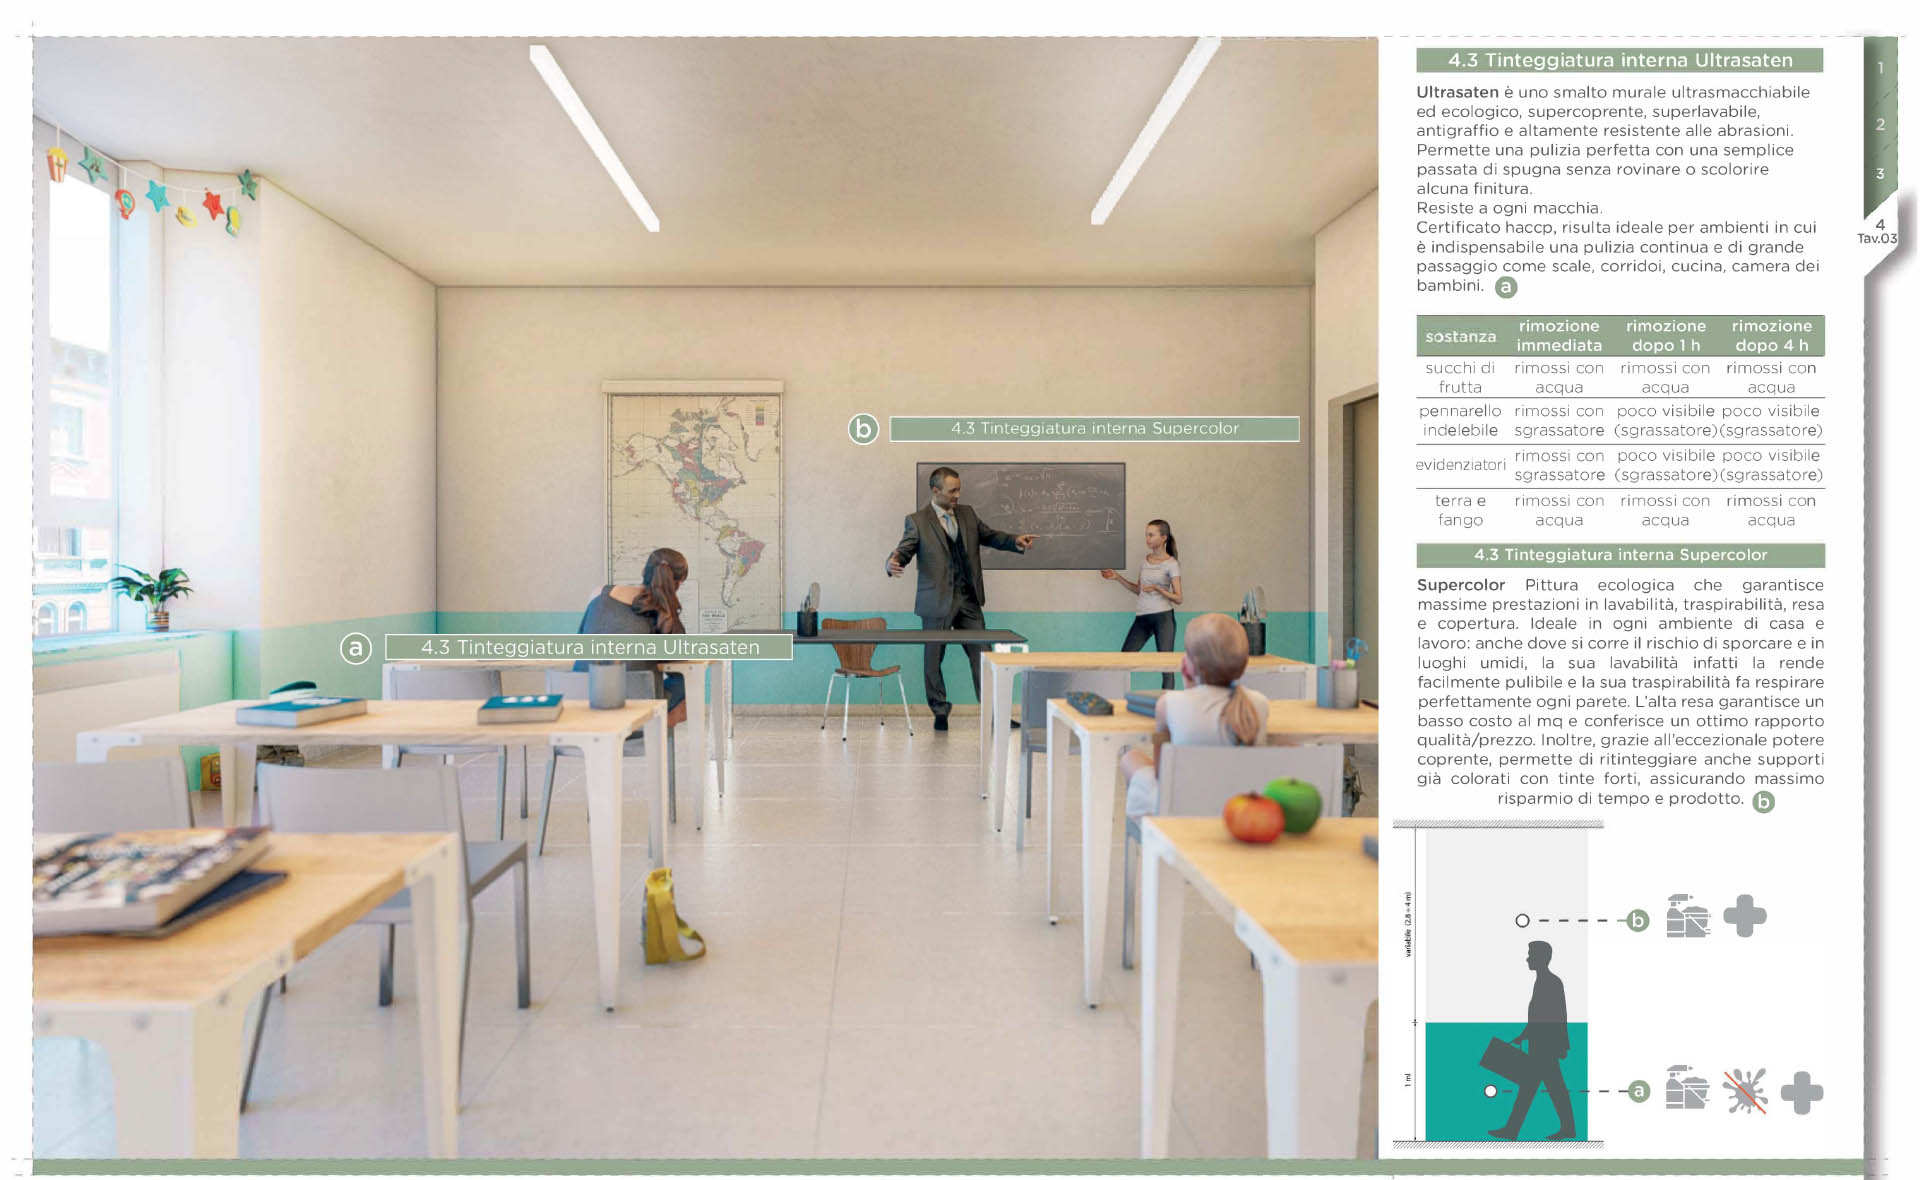 4.3 Tinteggiatura interna Ultrasaten
Ultrasaten è uno smalto murale ultrasmacchiabile
ed ecologico, supercoprente, superlavabile,
antigraffio e altamente resistente alle abrasioni.
Permette una pulizia perfetta con una semplice
passata di spugna senza rovinare o scolorire
alcuna finitura.
Resiste a ogni macchia.
Certificato haccp, risulta ideale per ambienti in cui
è indispensabile una pulizia continua e di grande
passaggio come scale, corridoi, cucina, camera dei
bambini. a
sostanza rimozione immediata rimozione dopo 1 h rimozione dopo 4 h
succhi di frutta rimossi con acqua rimossi con acqua rimossi con acqua
pennarello indelebile rimossi con sgrassatore poco visibile (sgrassatore) poco visibile (sgrassatore)
evidenziatori rimossi con sgrassatore poco visibile (sgrassatore) poco visibile (sgrassatore)
terra e fango rimossi con acqua rimossi con acqua rimossi con acqua
4.3 Tinteggiatura interna Supercolor
Supercolor Pittura ecologica che garantisce
massime prestazioni in lavabilità, traspirabilità, resa
e copertura. Ideale in ogni ambiente di casa e
lavoro: anche dove si corre il rischio di sporcare e in
luoghi umidi, la sua lavabilità infatti la rende
facilmente pulibile e la sua traspirabilità fa respirare
perfettamente ogni parete. L'alta resa garantisce un
basso costo al mq e conferisce un ottimo rapporto
qualità/prezzo. Inoltre, grazie all'eccezionale potere
coprente, permette di ritinteggiare anche supporti
già colorati con tinte forti, assicurando massimo
risparmio di tempo e prodotto. b
variabile (2.8 ÷ 4 ml)
1 ml
b
a
1
2
3
4
Tav.03
b 4.3 Tinteggiatura interna Supercolor
a 4.3 Tinteggiatura interna Ultrasaten